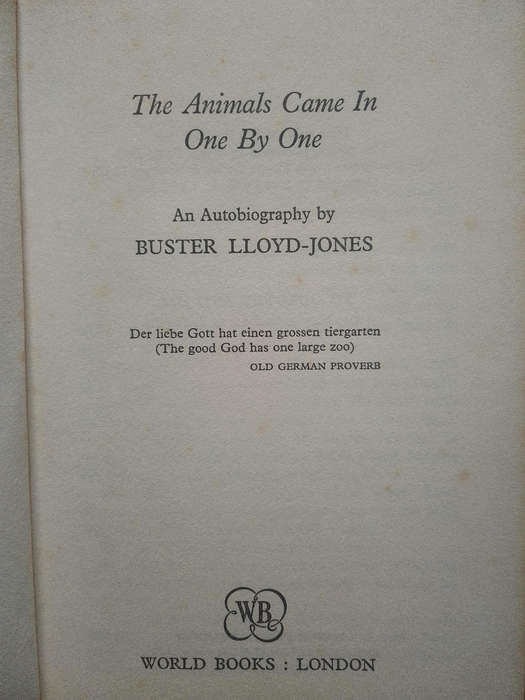 The Animals Came In
One By One
An Autobiography by
BUSTER LLOYD-JONES
Der liebe Gott hat einen grossen tiergarten
(The good God has one large zoo)
OLD GERMAN PROVERB
WB
WORLD BOOKS : LONDON